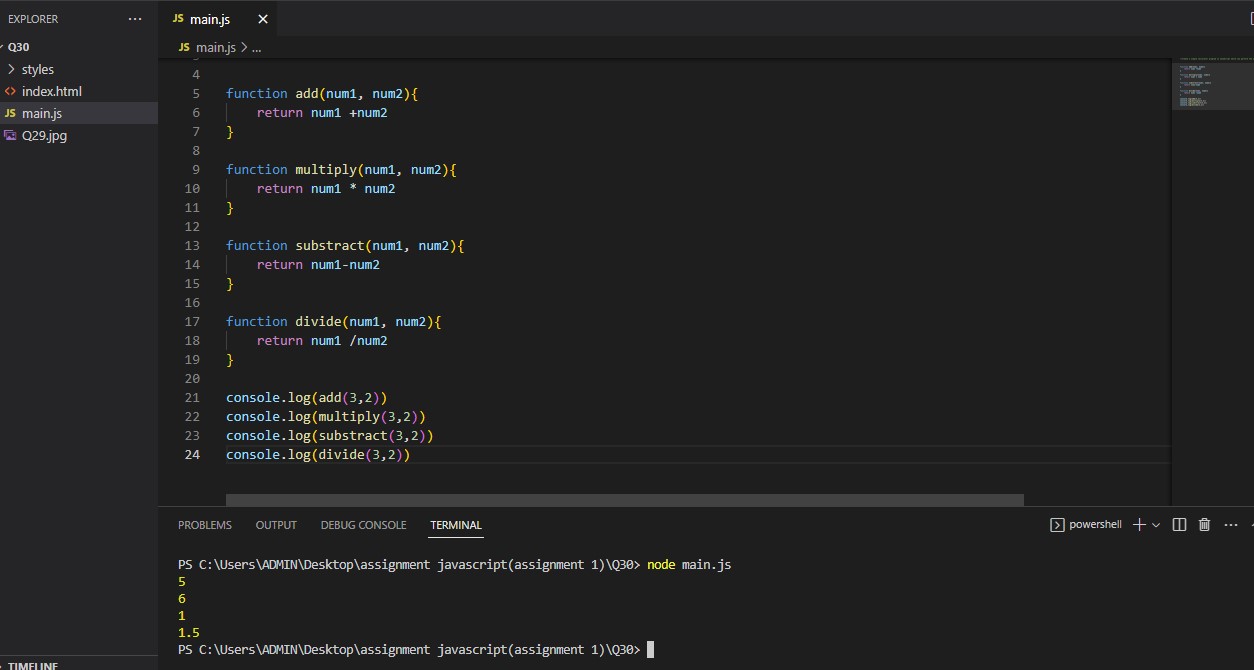 EXPLORER
Q30
styles
index.html
JS main.js
Q29.jpg
TIMELINE
JS main.js
JS main.js > ...
4
5 function add(num1, num2){
6     return num1 +num2
7 }
8
9 function multiply(num1, num2){
10     return num1 * num2
11 }
12
13 function substract(num1, num2){
14     return num1-num2
15 }
16
17 function divide(num1, num2){
18     return num1 /num2
19 }
20
21 console.log(add(3,2))
22 console.log(multiply(3,2))
23 console.log(substract(3,2))
24 console.log(divide(3,2))
PROBLEMS OUTPUT DEBUG CONSOLE TERMINAL powershell
PS C:\Users\ADMIN\Desktop\assignment javascript(assignment 1)\Q30> node main.js
5
6
1
1.5
PS C:\Users\ADMIN\Desktop\assignment javascript(assignment 1)\Q30>